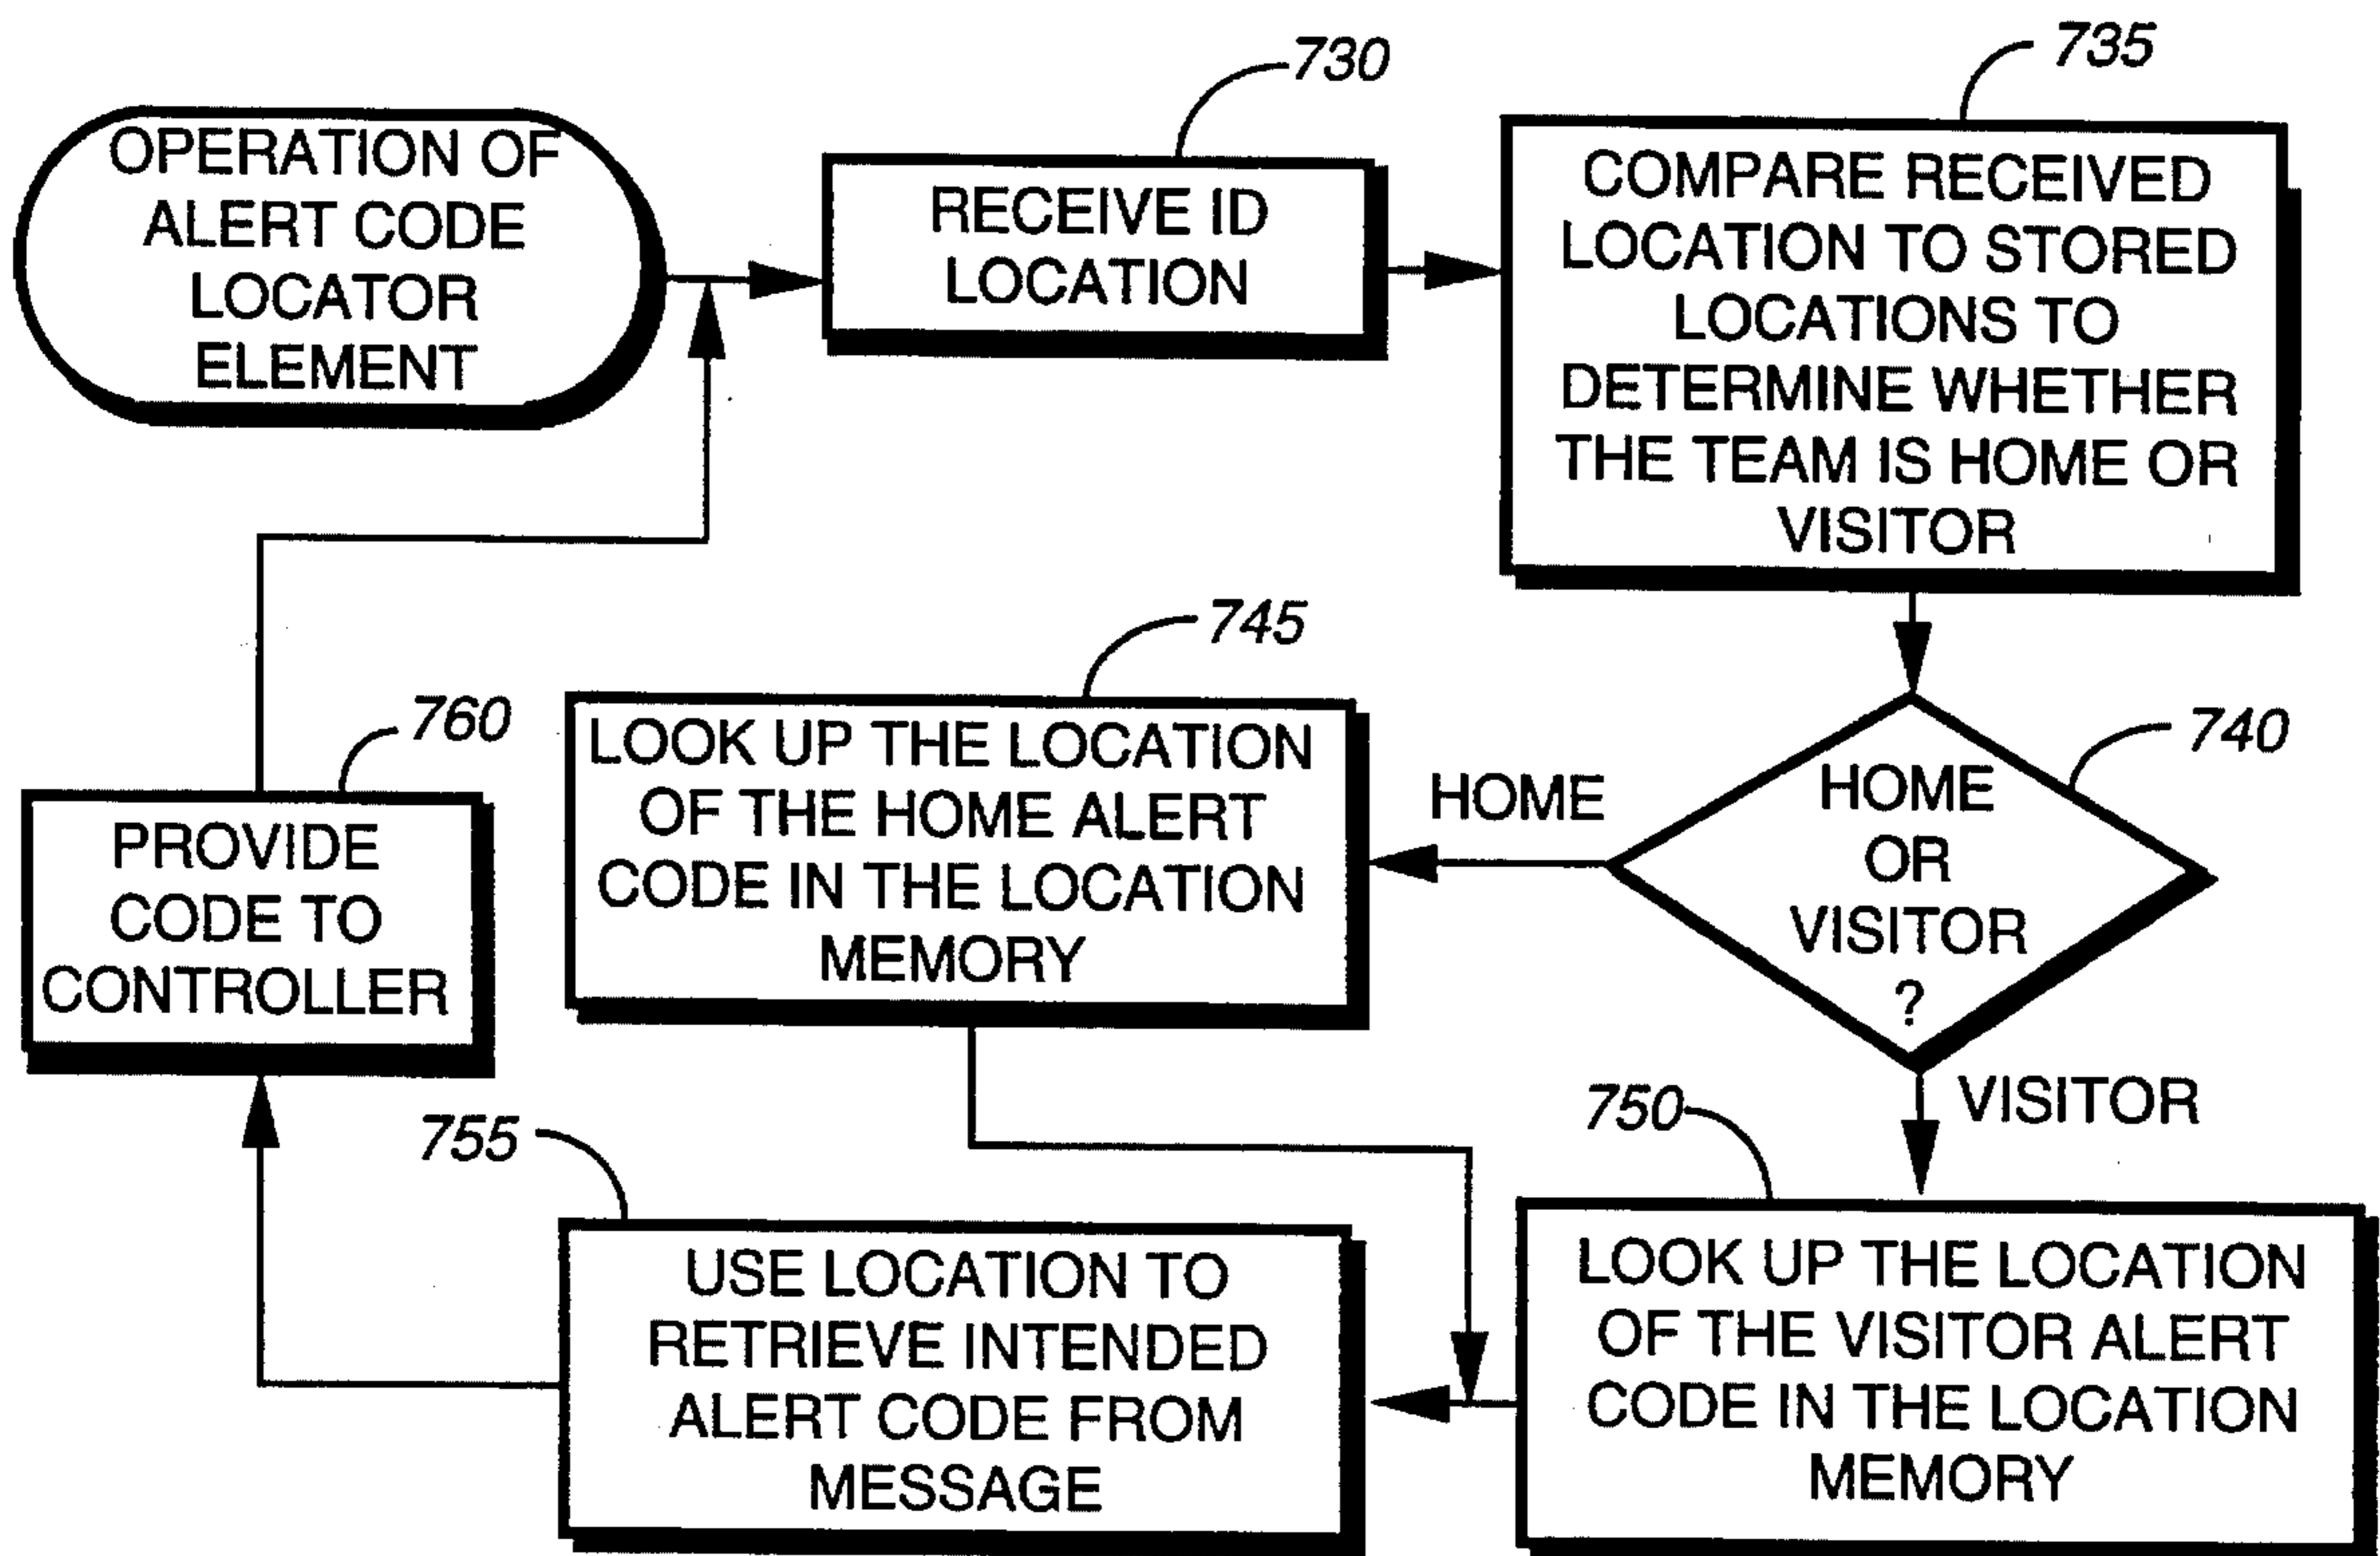 730
735
OPERATION OF
ALERT CODE
LOCATOR
ELEMENT
RECEIVE ID
LOCATION
COMPARE RECEIVED
LOCATION TO STORED
LOCATIONS TO
DETERMINE WHETHER
THE TEAM IS HOME OR
VISITOR
740
HOME
OR
VISITOR
?
HOME
VISITOR
745
LOOK UP THE LOCATION
OF THE HOME ALERT
CODE IN THE LOCATION
MEMORY
750
LOOK UP THE LOCATION
OF THE VISITOR ALERT
CODE IN THE LOCATION
MEMORY
755
USE LOCATION TO
RETRIEVE INTENDED
ALERT CODE FROM
MESSAGE
760
PROVIDE
CODE TO
CONTROLLER